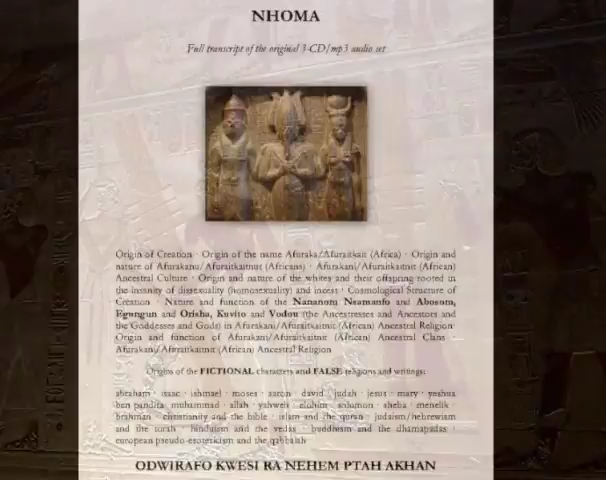 NHOMA
Full transcript of the original 3-CD/mp3 audio set
Origin of Creation · Origin of the name Afuraka/Afuraitkait (Africa) · Origin and
nature of Afurakanu/Afuraitkaitnut (Africans) · Afurakani/Afuraitkaitnit (African)
Ancestral Culture · Origin and nature of the whites and their offspring rooted in
the insanity of dissexuality (homosexuality) and incest · Cosmological Structure of
Creation · Nature and function of the Nananom Nsamanfo and Abosom,
Egungun and Orisha, Kuvito and Vodou (the Ancestresses and Ancestors and
the Goddesses and Gods) in Afurakani/Afuraitkaitnit (African) Ancestral Religion ·
Origin and function of Afurakani/Afuraitkaitnit (African) Ancestral Clans ·
Afurakani/Afuraitkaitnit (African) Ancestral Religion
Origins of the FICTIONAL characters and FALSE religions and writings:
abraham · isaac · ishmael · moses · aaron · david · judah · jesus · mary · yeshua
ben pandira · muhammad · allah · yahweh · elohim · solomon · sheba · menelik ·
brahman · christianity and the bible · islam and the quran · judaism/hebrewism
and the torah · hinduism and the vedas · buddhism and the dhamapadas ·
european pseudo-esotericism and the qabbalah
ODWIRAFO KWESI RA NEHEM PTAH AKHAN